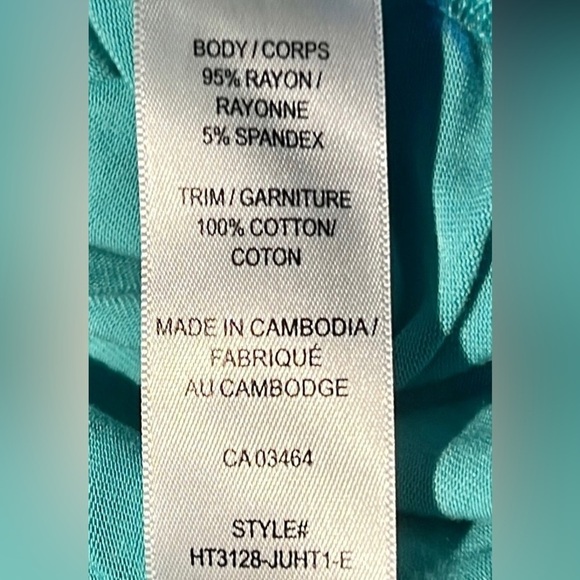 BODY / CORPS
95% RAYON /
RAYONNE
5% SPANDEX
TRIM / GARNITURE
100% COTTON/
COTON
MADE IN CAMBODIA /
FABRIQUÉ
AU CAMBODGE
CA 03464
STYLE#
HT3128-JUHT1-E